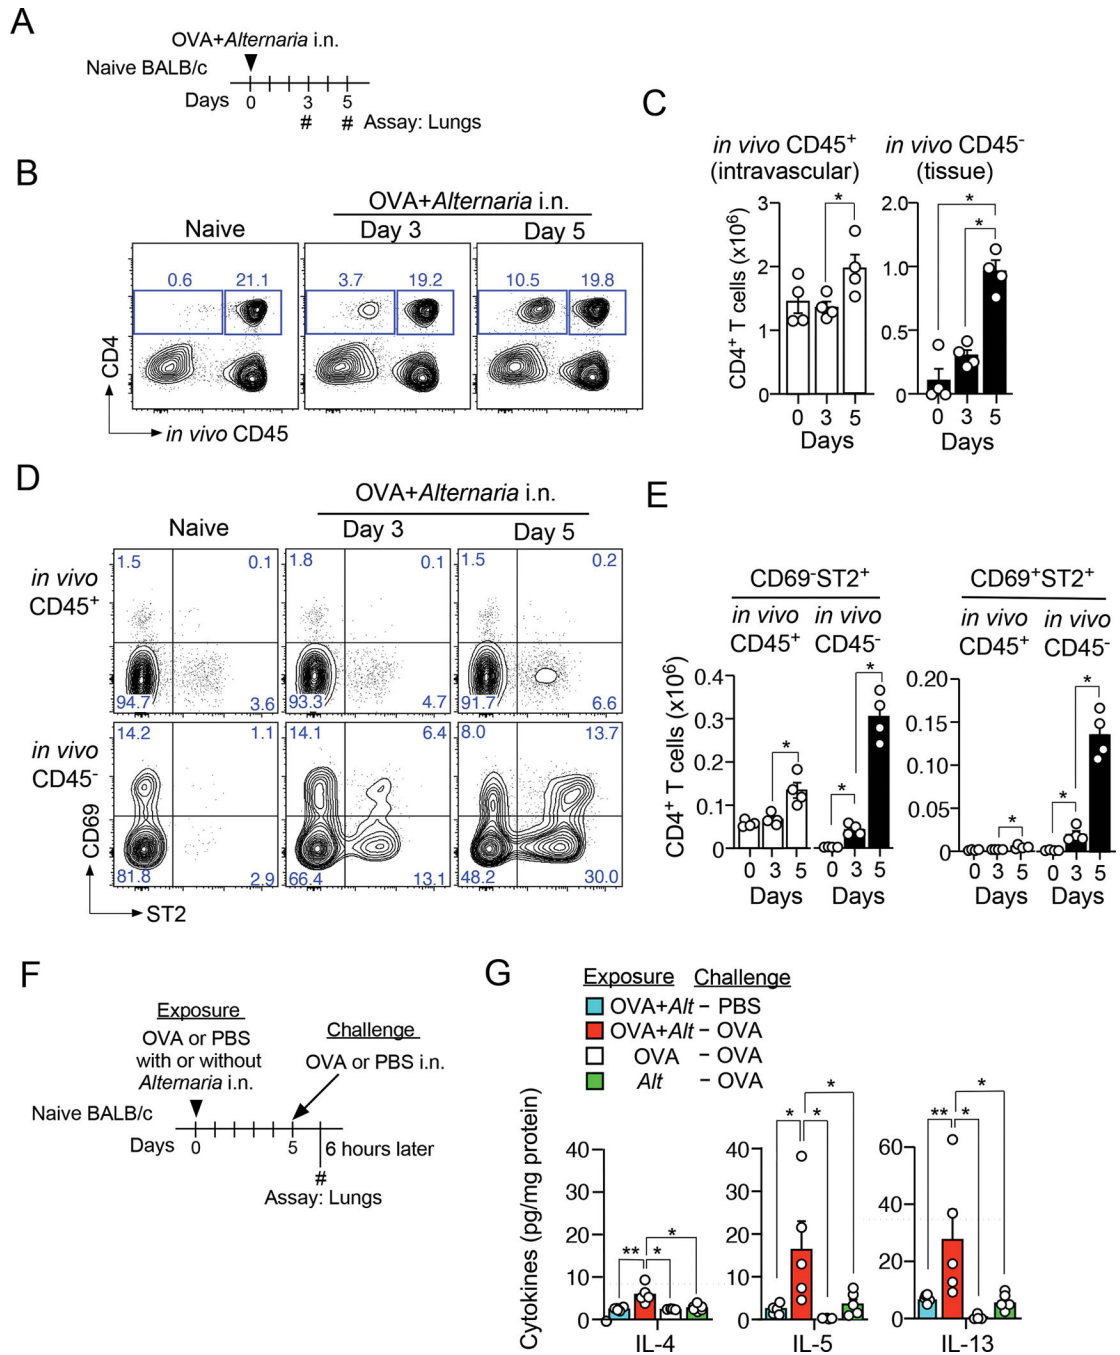 A
OVA+Alternaria i.n.
Naive BALB/c
Days 0 3 5
# # Assay: Lungs
B
OVA+Alternaria i.n.
Naive Day 3 Day 5
0.6 21.1 3.7 19.2 10.5 19.8
CD4
in vivo CD45
C
in vivo CD45+ in vivo CD45-
(intravascular) (tissue)
CD4+ T cells (x10⁶)
3 2.0
2 1.0
1 0.5
0 0
0 3 5 0 3 5
Days Days
D
OVA+Alternaria i.n.
Naive Day 3 Day 5
in vivo
CD45+
1.5 0.1 1.8 0.1 1.5 0.2
94.7 3.6 93.3 4.7 91.7 6.6
in vivo
CD45-
14.2 1.1 14.1 6.4 8.0 13.7
81.8 2.9 66.4 13.1 48.2 30.0
CD69
ST2
E
CD69-ST2+ CD69+ST2+
in vivo in vivo in vivo in vivo
CD45+ CD45- CD45+ CD45-
CD4+ T cells (x10⁶)
0.4 0.20
0.3 0.15
0.2 0.10
0.1 0.05
0 0
0 3 5 0 3 5 0 3 5 0 3 5
Days Days Days Days
F
Exposure
OVA or PBS
with or without
Alternaria i.n.
Challenge
OVA or PBS i.n.
Naive BALB/c
Days 0 5 6 hours later
#
Assay: Lungs
G
Exposure Challenge
OVA+Alt – PBS
OVA+Alt – OVA
OVA – OVA
Alt – OVA
Cytokines (pg/mg protein)
40 40 60
30 30 40
20 20 20
10 10
0 0 0
** * * * * * ** * *
IL-4 IL-5 IL-13